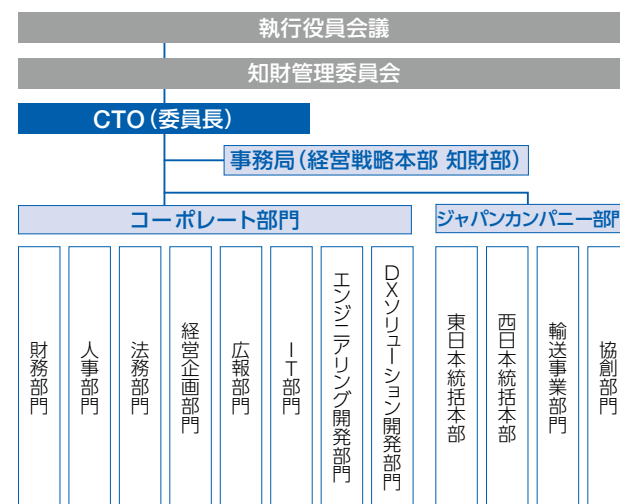 執行役員会議
知財管理委員会
CTO(委員長)
事務局(経営戦略本部 知財部)
コーポレート部門
ジャパンカンパニー部門
財務部門
人事部門
法務部門
経営企画部門
広報部門
IT部門
エンジニアリング開発部門
DXソリューション開発部門
東日本統括本部
西日本統括本部
輸送事業部門
協創部門